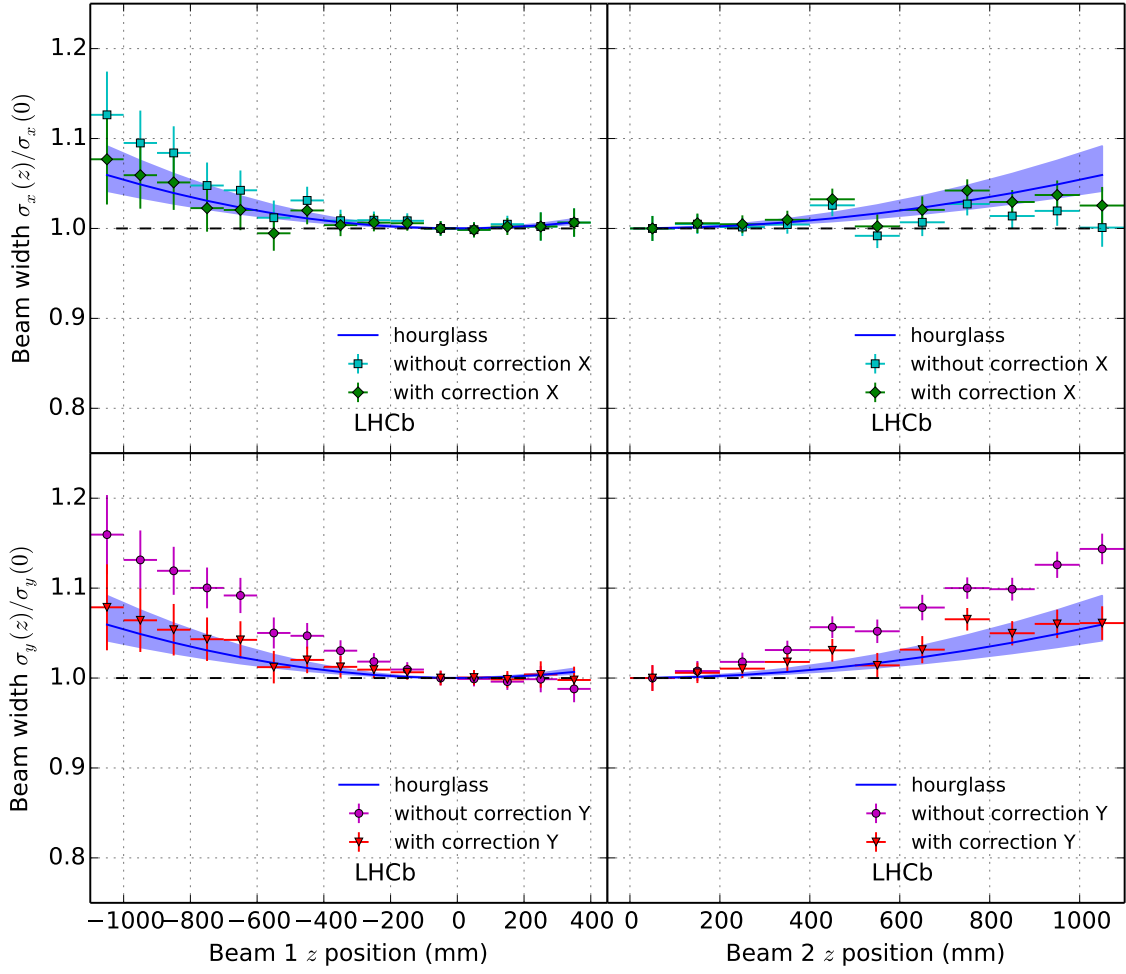 Beam width σx(z)/σx(0)
1.2
1.1
1.0
0.9
0.8
hourglass
without correction X
with correction X
LHCb
hourglass
without correction X
with correction X
LHCb
Beam width σy(z)/σy(0)
1.2
1.1
1.0
0.9
0.8
hourglass
without correction Y
with correction Y
LHCb
hourglass
without correction Y
with correction Y
LHCb
−1000 −800 −600 −400 −200 0 200 400
0 200 400 600 800 1000
Beam 1 z position (mm)
Beam 2 z position (mm)